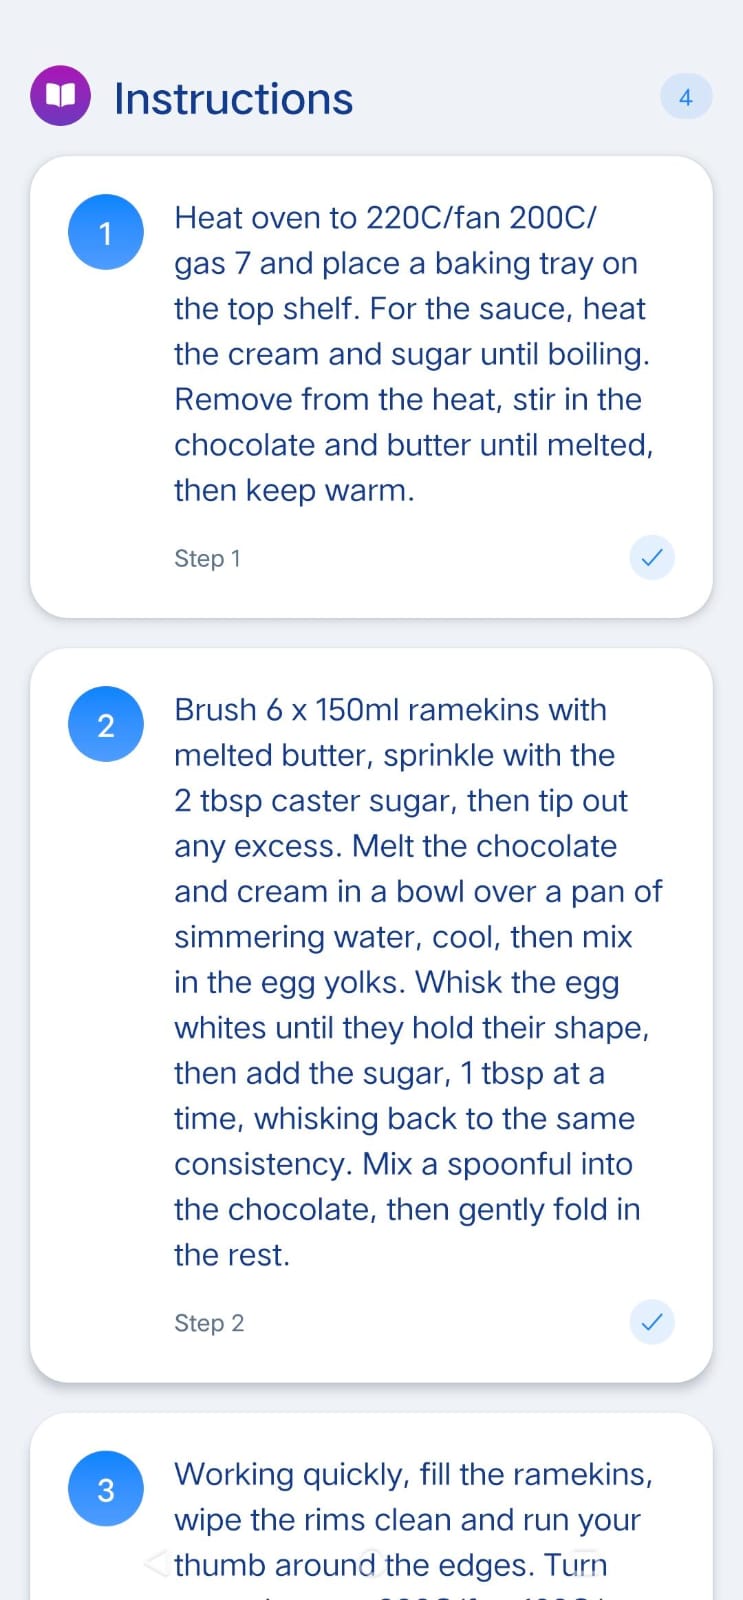 Instructions
4
1
Heat oven to 220C/fan 200C/
gas 7 and place a baking tray on
the top shelf. For the sauce, heat
the cream and sugar until boiling.
Remove from the heat, stir in the
chocolate and butter until melted,
then keep warm.
Step 1
2
Brush 6 x 150ml ramekins with
melted butter, sprinkle with the
2 tbsp caster sugar, then tip out
any excess. Melt the chocolate
and cream in a bowl over a pan of
simmering water, cool, then mix
in the egg yolks. Whisk the egg
whites until they hold their shape,
then add the sugar, 1 tbsp at a
time, whisking back to the same
consistency. Mix a spoonful into
the chocolate, then gently fold in
the rest.
Step 2
3
Working quickly, fill the ramekins,
wipe the rims clean and run your
thumb around the edges. Turn